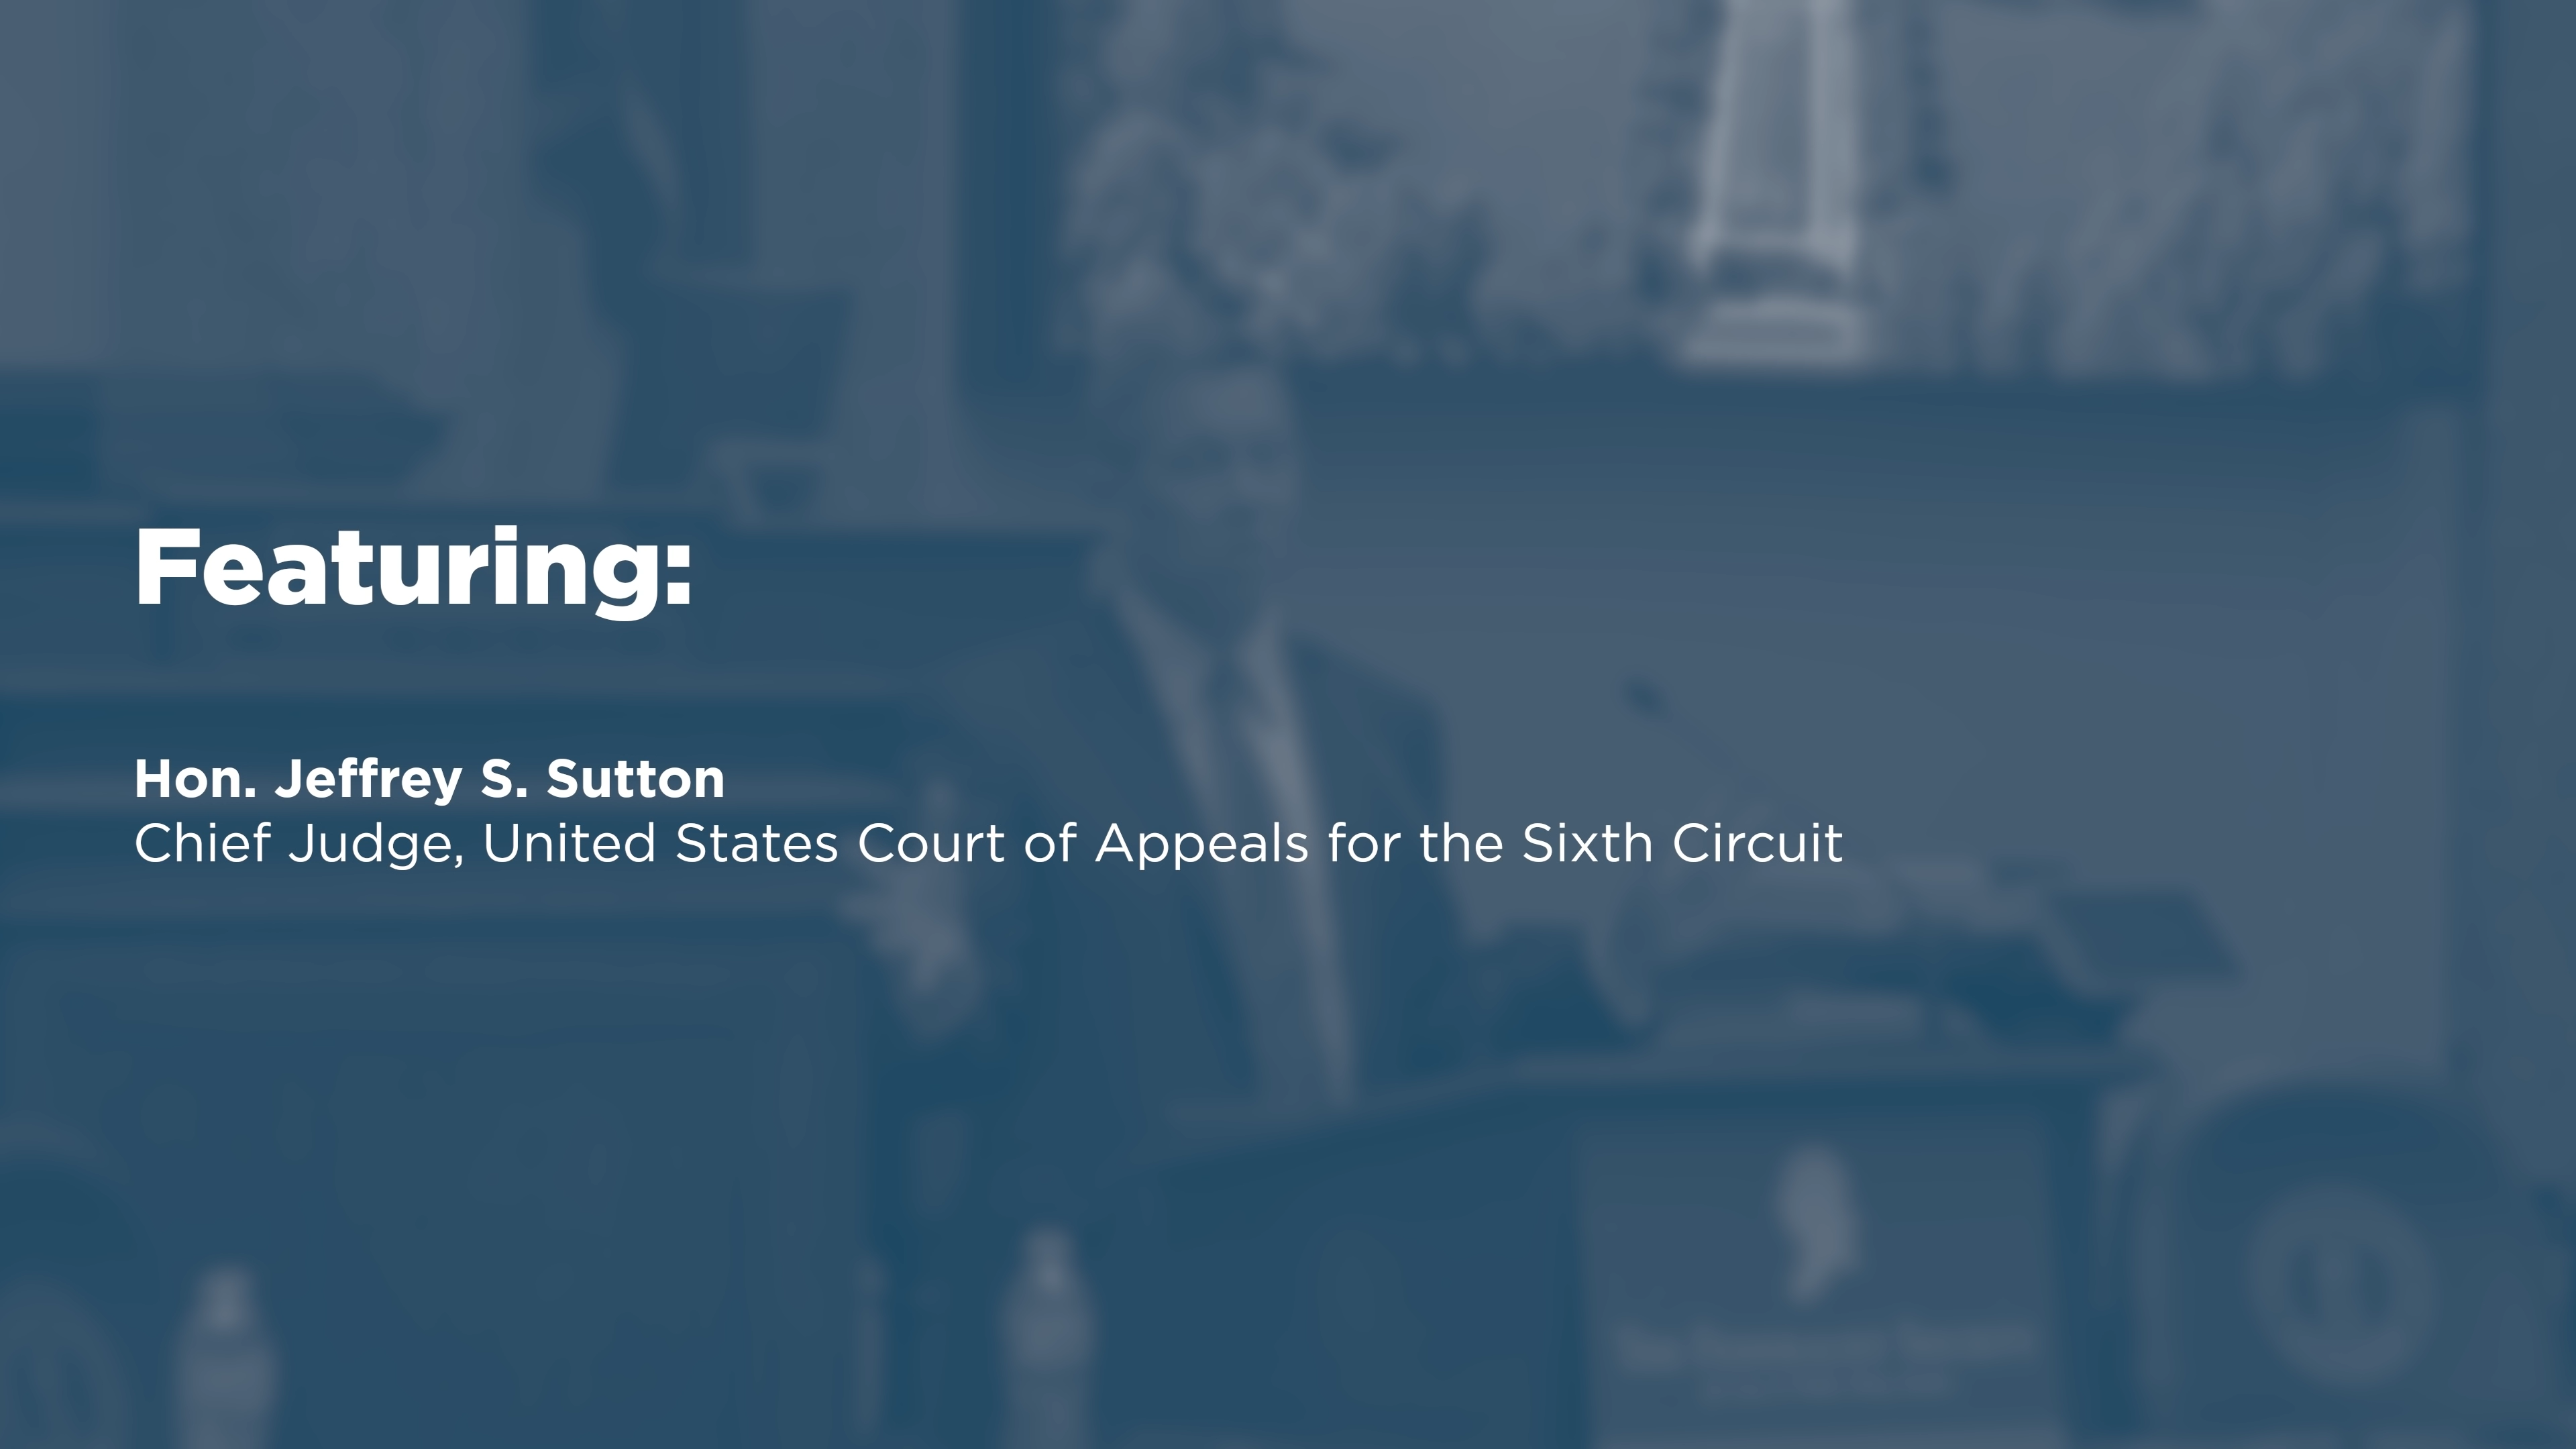 Featuring:
Hon. Jeffrey S. Sutton
Chief Judge, United States Court of Appeals for the Sixth Circuit